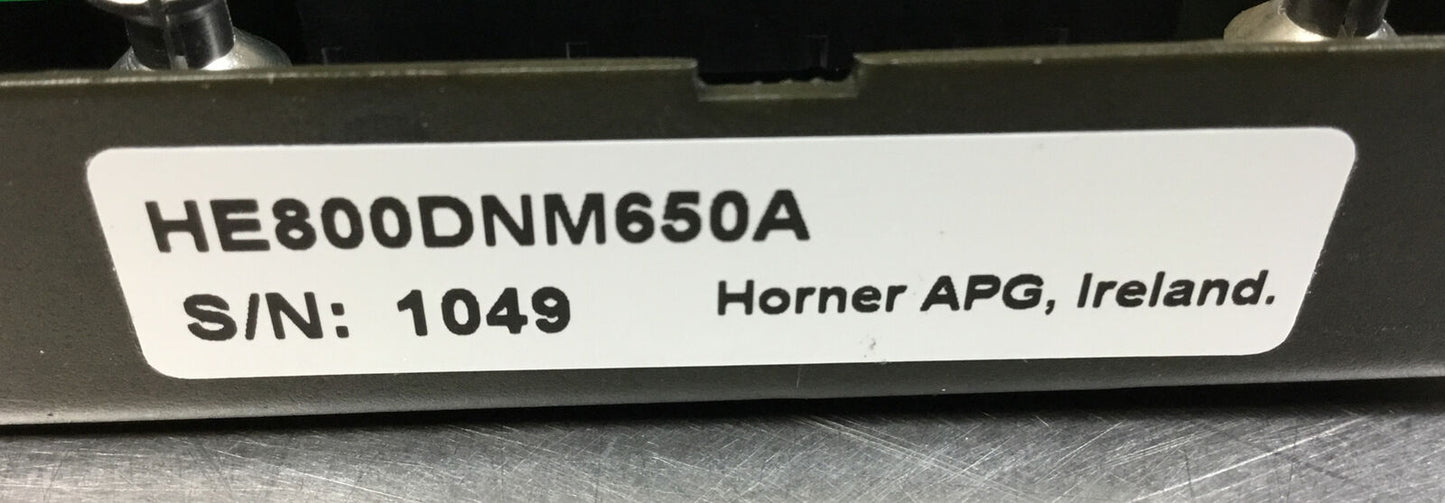 HE800DNM650A
S/N: 1049 Horner APG, Ireland.